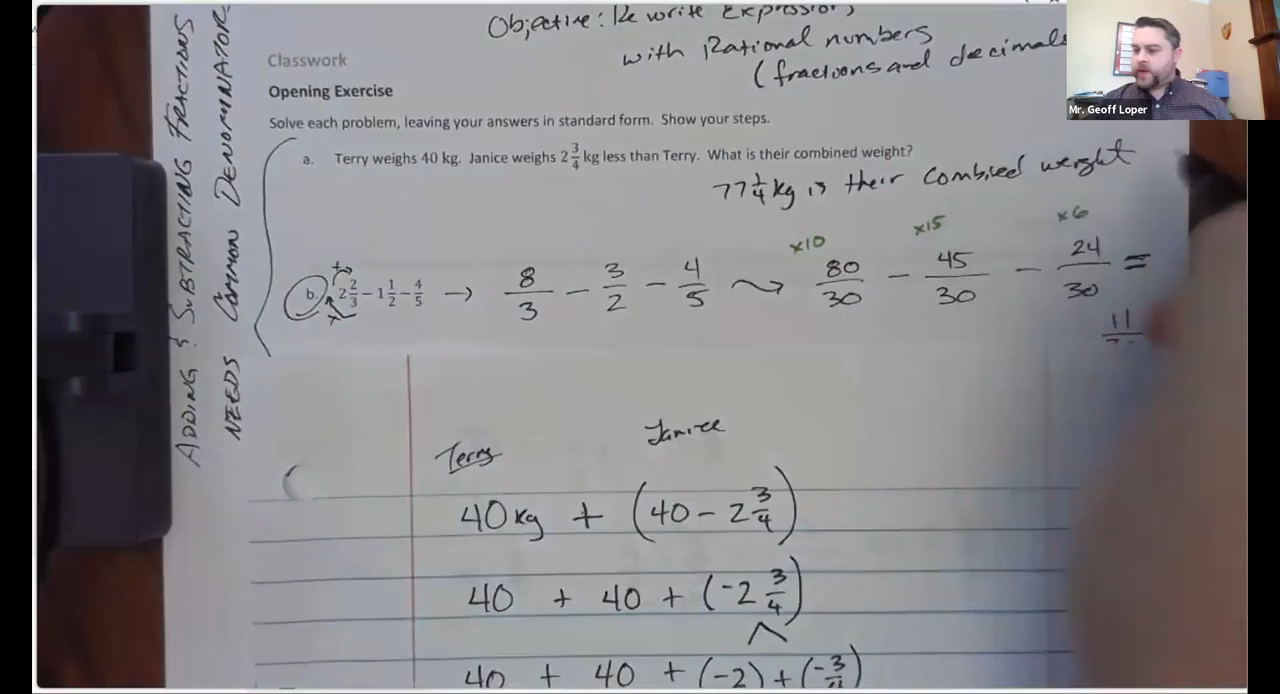 Objective: Rewrite Expressions
with Rational numbers
(fractions and decimals
Mr. Geoff Loper
Classwork
Opening Exercise
Solve each problem, leaving your answers in standard form. Show your steps.
a. Terry weighs 40 kg. Janice weighs 2 3/4 kg less than Terry. What is their combined weight?
77 1/4 kg is their combined weight
×10 ×15 ×6
b. 2 2/3 − 1 1/2 − 4/5 → 8/3 − 3/2 − 4/5 ⇝ 80/30 − 45/30 − 24/30 =
+
×
11
ADDING & SUBTRACTING FRACTIONS
NEEDS COMMON DENOMINATOR
Terry Janice
40kg + (40 − 2 3/4)
40 + 40 + (-2 3/4)
40 + 40 + (-2) + (-3/4)